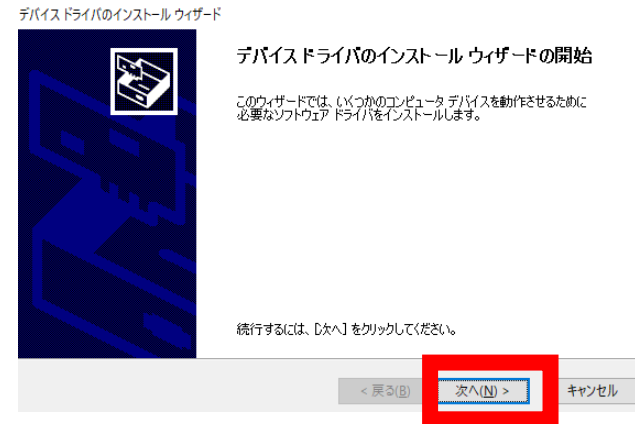 デバイス ドライバのインストール ウィザード
デバイス ドライバのインストール ウィザードの開始
このウィザードでは、いくつかのコンピュータ デバイスを動作させるために
必要なソフトウェア ドライバをインストールします。
続行するには、[次へ] をクリックしてください。
< 戻る(B) 次へ(N) > キャンセル